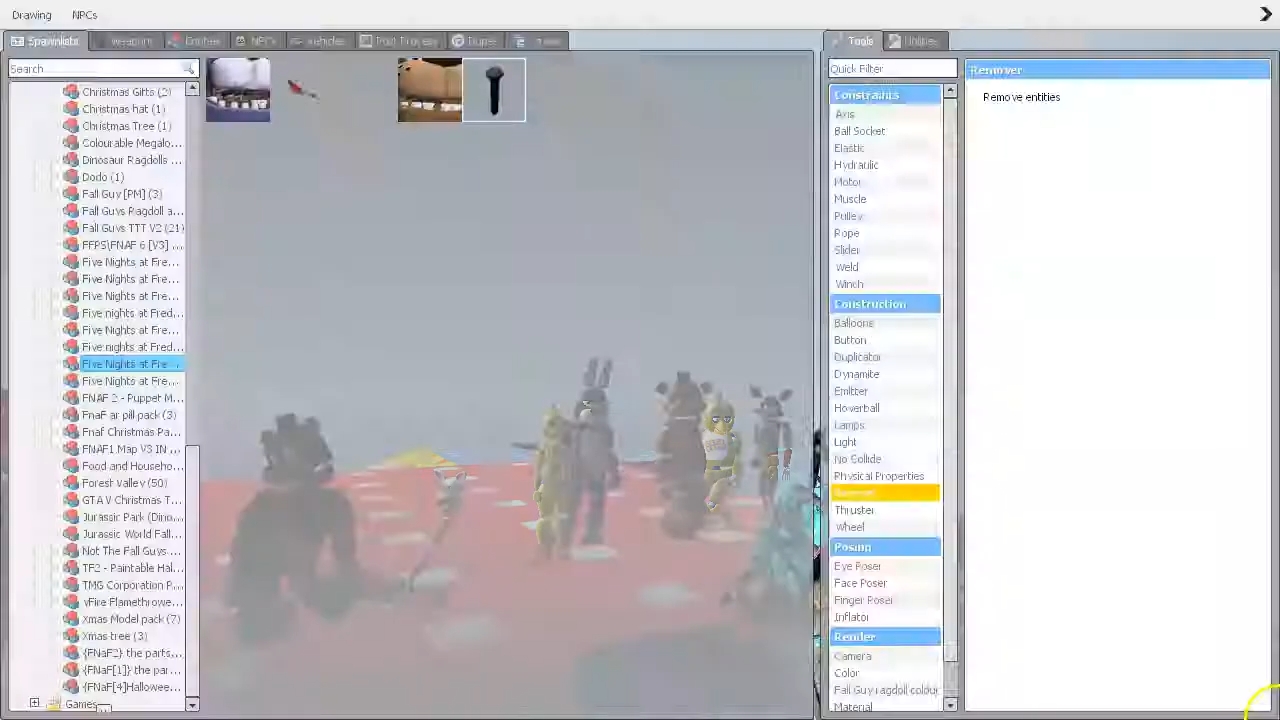 Drawing NPCs
Spawnlists Weapons Entities NPCs Vehicles Post Process Dupes
Tools Utilities
Search...
Christmas Gifts (2)
Christmas hat (1)
Christmas Tree (1)
Colourable Megalo...
Dinosaur Ragdolls ...
Dodo (1)
Fall Guy [PM] (3)
Fall Guys Ragdoll a...
Fall Guys TTT V2 (21)
FFPS\FNAF 6 [V3] ...
Five Nights at Fre...
Five Nights at Fre...
Five Nights at Fre...
Five nights at Fred...
Five Nights at Fre...
Five nights at Fred...
Five Nights at Fre...
Five Nights at Fre...
FNAF 2 - Puppet M...
FnaF ar pill pack (3)
Fnaf Christmas Pa...
FNAF1 Map V3 IN ...
Food and Househo...
Forest Valley
GTA V Christmas T...
Jurassic Park (Dino...
Jurassic World Fall...
Not The Fall Guys ...
TF2 - Paintable Hal...
TMG Corporation P...
vFire Flamethrowe...
Xmas Model pack (7)
Xmas tree (3)
{FNaF2} the parts...
{FNaF[1]} the par...
{FNaF[4]Hallowee...
Games
Quick Filter
Constraints
Axis
Ball Socket
Elastic
Hydraulic
Motor
Muscle
Pulley
Rope
Slider
Weld
Winch
Construction
Balloons
Button
Duplicator
Dynamite
Emitter
Hoverball
Lamps
Light
No Collide
Physical Properties
Thruster
Wheel
Posing
Eye Poser
Face Poser
Finger Poser
Inflator
Render
Camera
Color
Fall Guy ragdoll colour
Material
Remover
Remove entities